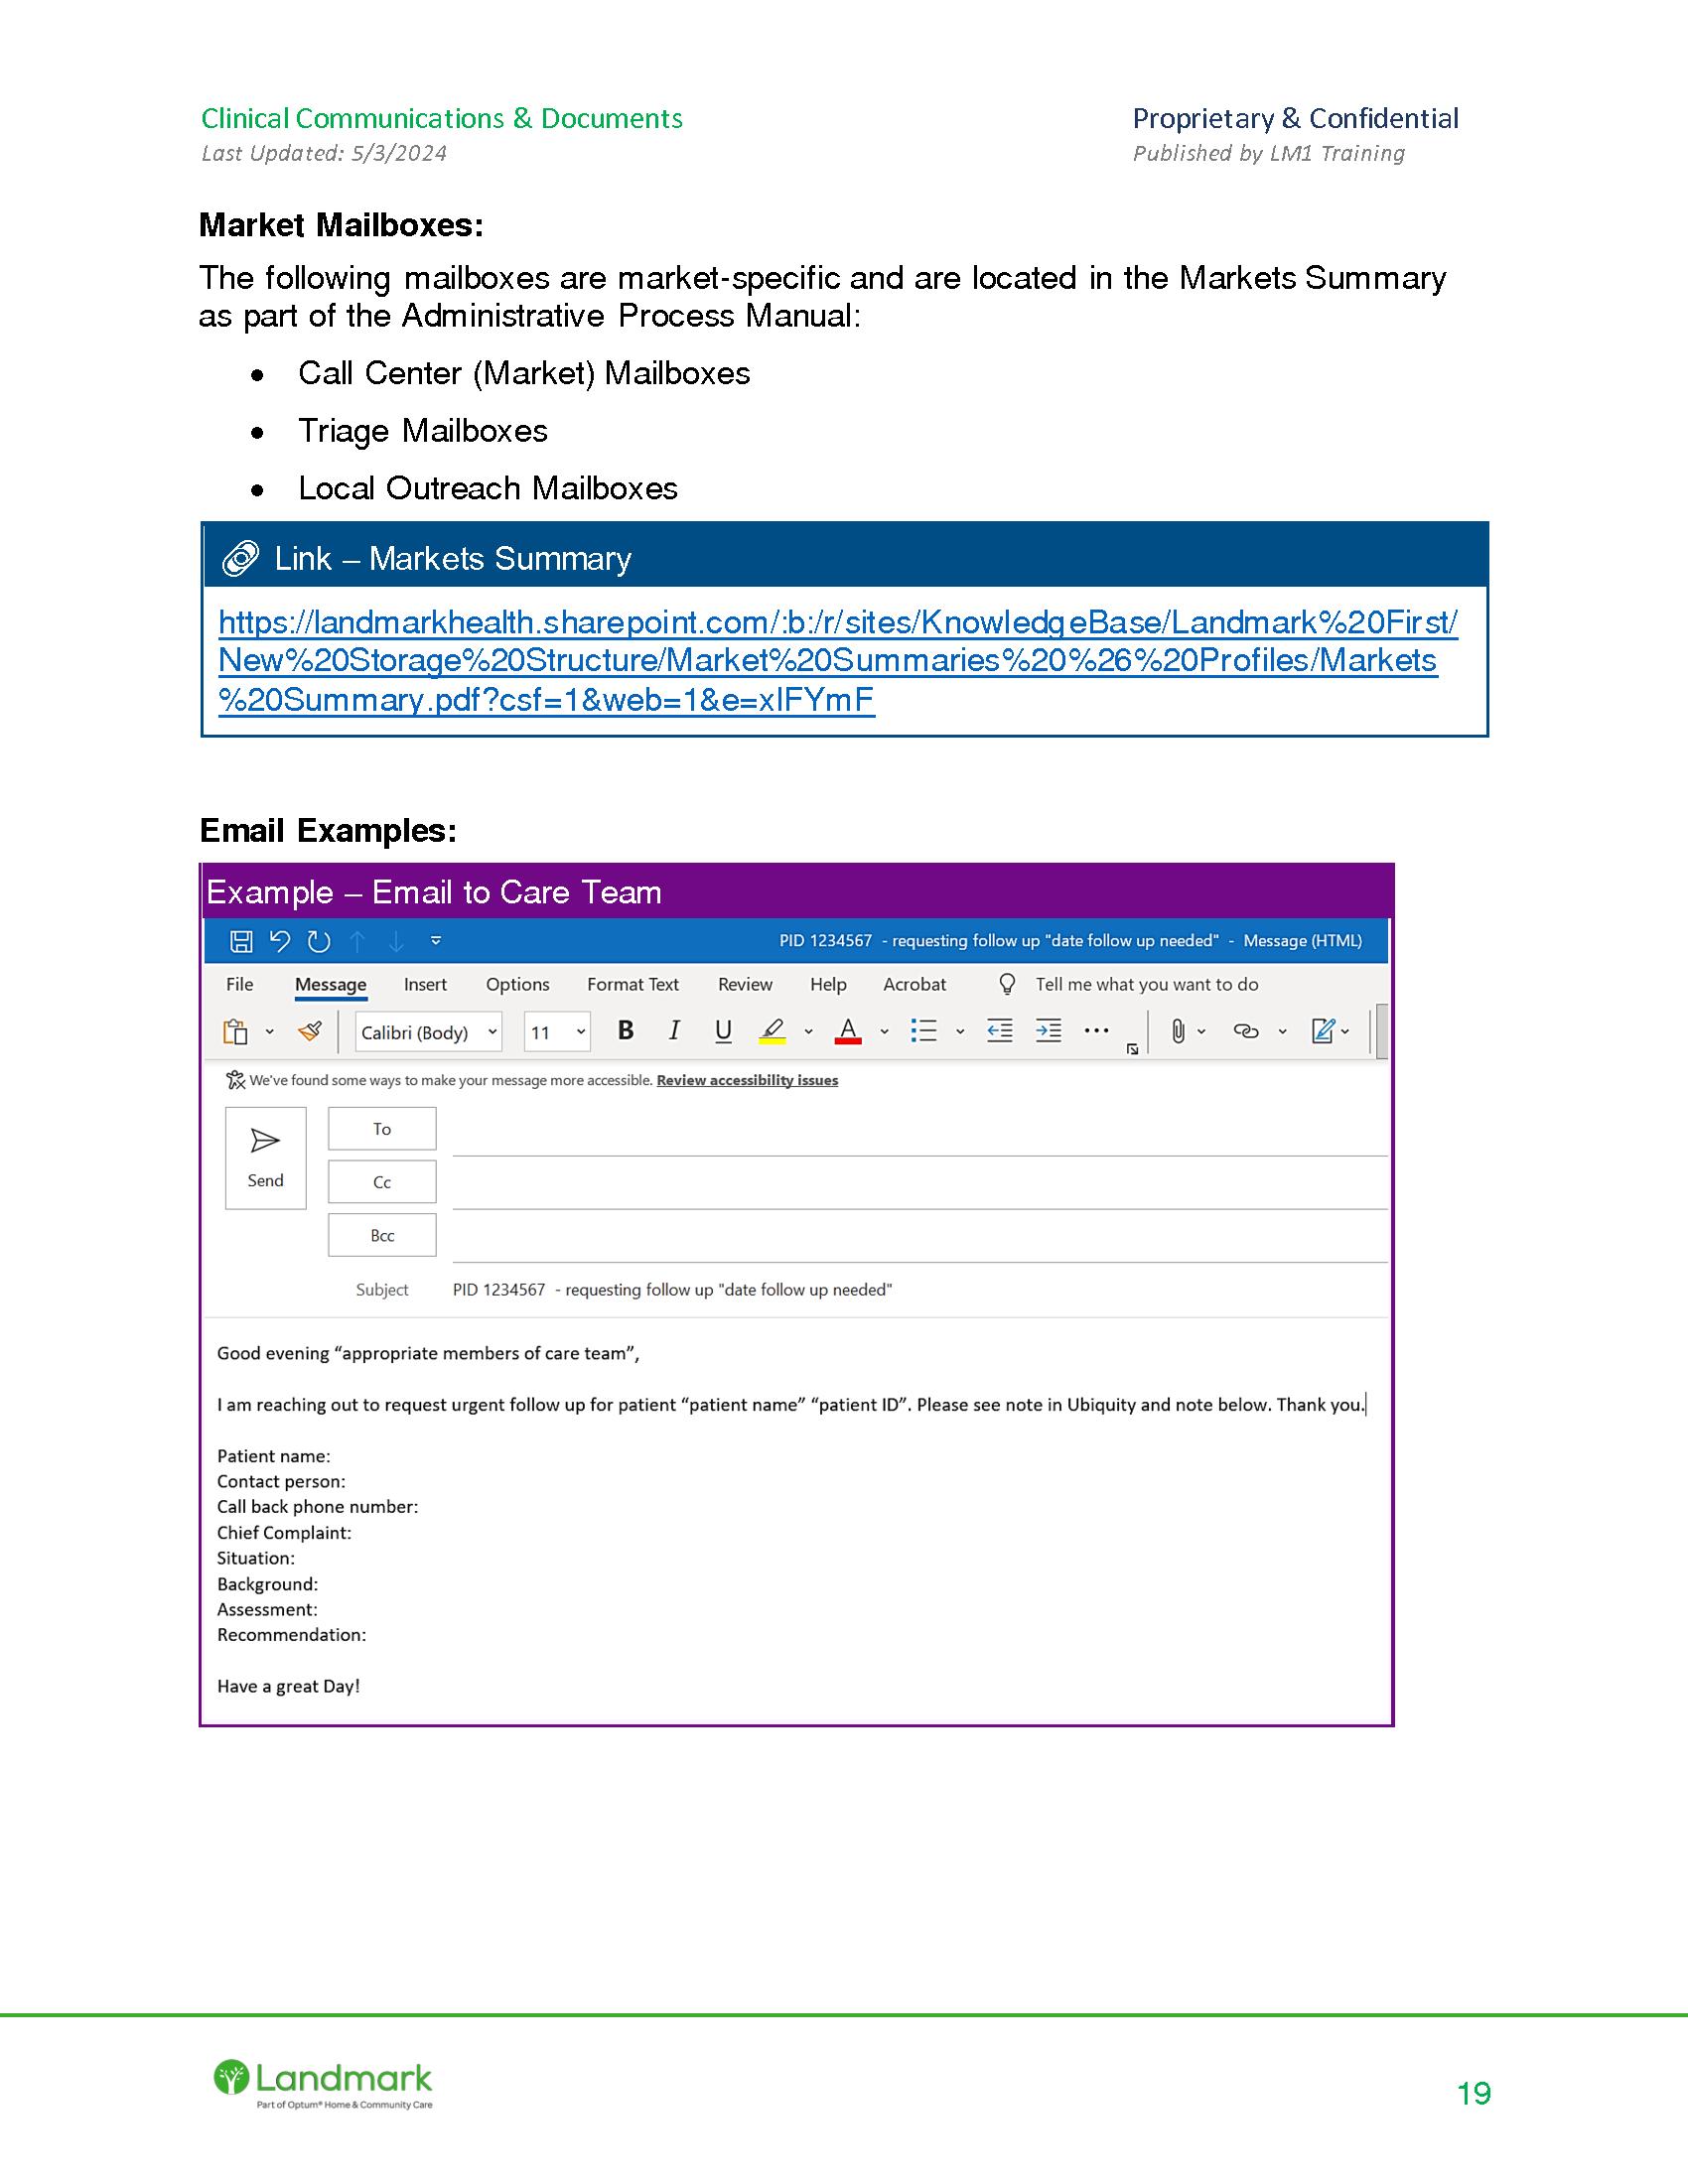 Clinical Communications & Documents
Proprietary & Confidential
Last Updated: 5/3/2024
Published by LM1 Training
Market Mailboxes:
The following mailboxes are market-specific and are located in the Markets Summary
as part of the Administrative Process Manual:
• Call Center (Market) Mailboxes
• Triage Mailboxes
• Local Outreach Mailboxes
Link – Markets Summary
https://landmarkhealth.sharepoint.com/:b:/r/sites/KnowledgeBase/Landmark%20First/
New%20Storage%20Structure/Market%20Summaries%20%26%20Profiles/Markets
%20Summary.pdf?csf=1&web=1&e=xIFYmF
Email Examples:
Example – Email to Care Team
PID 1234567 - requesting follow up "date follow up needed" - Message (HTML)
File Message Insert Options Format Text Review Help Acrobat Tell me what you want to do
Calibri (Body) 11 B I U A
We've found some ways to make your message more accessible. Review accessibility issues
To
Send
Cc
Bcc
Subject PID 1234567 - requesting follow up "date follow up needed"
Good evening “appropriate members of care team”,
I am reaching out to request urgent follow up for patient “patient name” “patient ID”. Please see note in Ubiquity and note below. Thank you.
Patient name:
Contact person:
Call back phone number:
Chief Complaint:
Situation:
Background:
Assessment:
Recommendation:
Have a great Day!
Landmark
Part of Optum® Home & Community Care
19